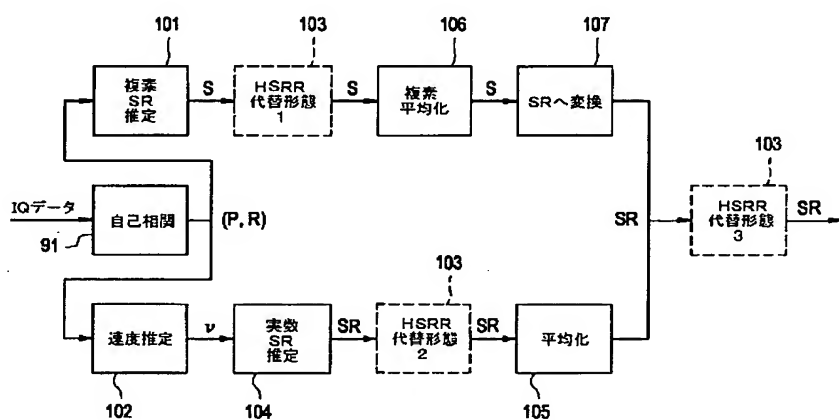 101
103
106
107
複素
SR
推定
S
HSRR
代替形態
1
S
複素
平均化
S
SRへ変換
IQデータ
自己相関
91
(P, R)
SR
103
HSRR
代替形態
3
SR
速度推定
ν
実数
SR
推定
SR
103
HSRR
代替形態
2
SR
平均化
102
104
105